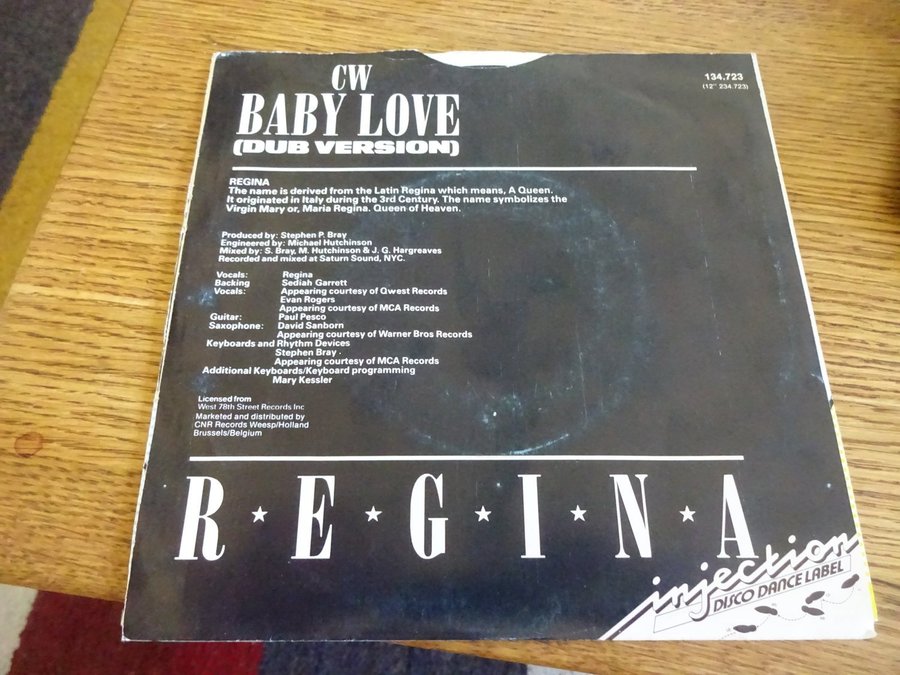 CW
BABY LOVE
(DUB VERSION)
134.723
(12" 234.723)
REGINA
The name is derived from the Latin Regina which means, A Queen.
It originated in Italy during the 3rd Century. The name symbolizes the
Virgin Mary or, Maria Regina. Queen of Heaven.
Produced by: Stephen P. Bray
Engineered by: Michael Hutchinson
Mixed by: S. Bray, M. Hutchinson & J. G. Hargreaves
Recorded and mixed at Saturn Sound, NYC.
Vocals: Regina
Backing Sediah Garrett
Vocals: Appearing courtesy of Qwest Records
Evan Rogers
Appearing courtesy of MCA Records
Guitar: Paul Pesco
Saxophone: David Sanborn
Appearing courtesy of Warner Bros Records
Keyboards and Rhythm Devices
Stephen Bray
Appearing courtesy of MCA Records
Additional Keyboards/Keyboard programming
Mary Kessler
Licensed from
West 78th Street Records Inc
Marketed and distributed by
CNR Records Weesp/Holland
Brussels/Belgium
R★E★G★I★N★A
injection
DISCO DANCE LABEL